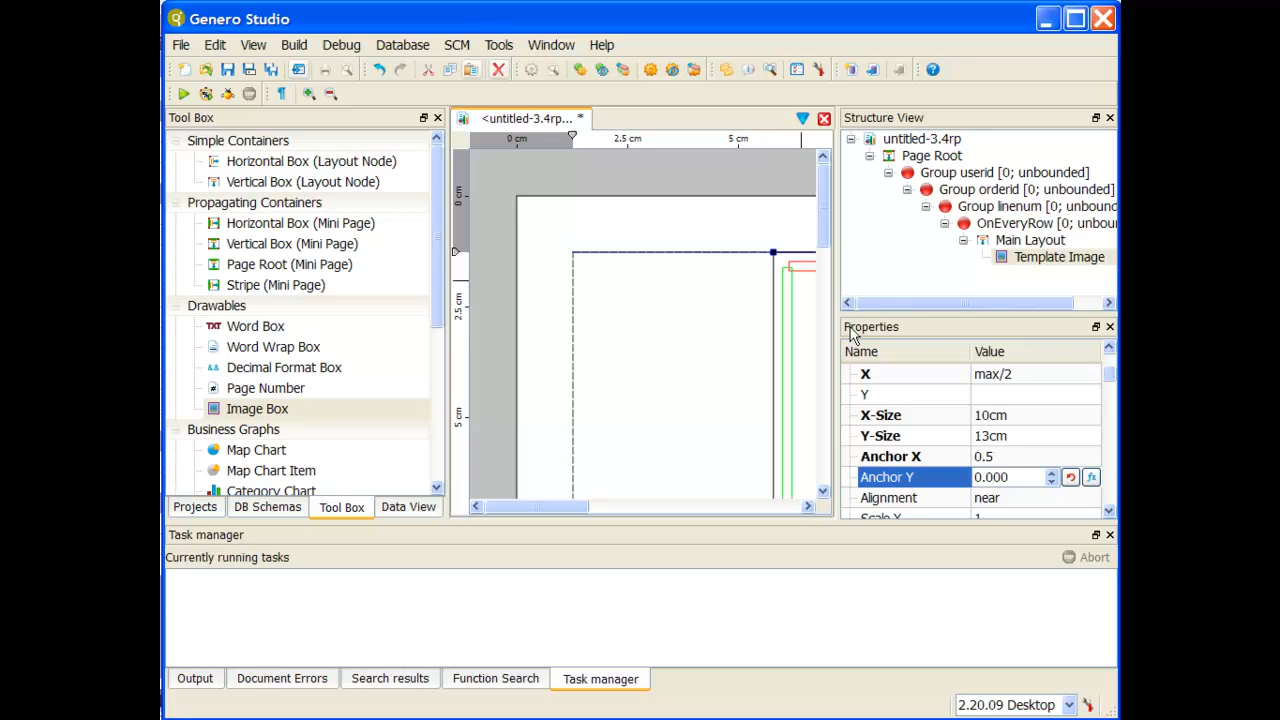 Genero Studio
File Edit View Build Debug Database SCM Tools Window Help
Tool Box
Simple Containers
Horizontal Box (Layout Node)
Vertical Box (Layout Node)
Propagating Containers
Horizontal Box (Mini Page)
Vertical Box (Mini Page)
Page Root (Mini Page)
Stripe (Mini Page)
Drawables
TXT Word Box
Word Wrap Box
Decimal Format Box
Page Number
Image Box
Business Graphs
Map Chart
Map Chart Item
Category Chart
Projects DB Schemas Tool Box Data View
<untitled-3.4rp... *
0 cm 2.5 cm 5 cm
0 cm
2.5 cm
5 cm
Structure View
untitled-3.4rp
Page Root
Group userid [0; unbounded]
Group orderid [0; unbounded]
Group linenum [0; unbound
OnEveryRow [0; unbou
Main Layout
Template Image
Properties
Name Value
X max/2
Y
X-Size 10cm
Y-Size 13cm
Anchor X 0.5
Anchor Y 0.000
Alignment near
Scale X 1
Task manager
Currently running tasks
Abort
Output Document Errors Search results Function Search Task manager
2.20.09 Desktop